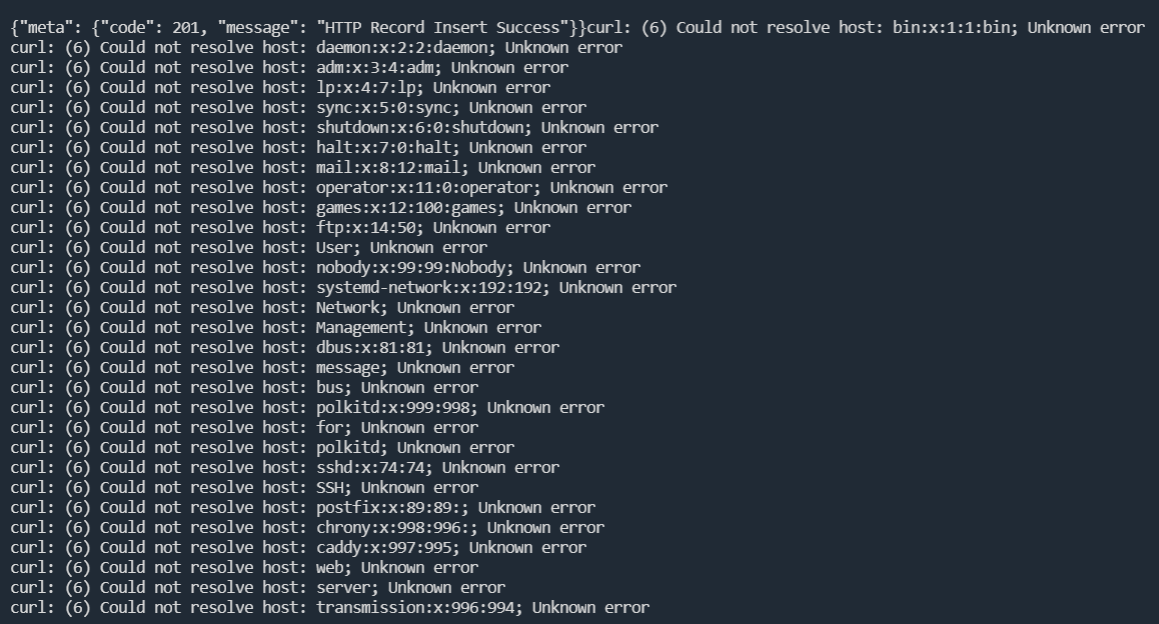 {"meta": {"code": 201, "message": "HTTP Record Insert Success"}}curl: (6) Could not resolve host: bin:x:1:1:bin; Unknown error
curl: (6) Could not resolve host: daemon:x:2:2:daemon; Unknown error
curl: (6) Could not resolve host: adm:x:3:4:adm; Unknown error
curl: (6) Could not resolve host: lp:x:4:7:lp; Unknown error
curl: (6) Could not resolve host: sync:x:5:0:sync; Unknown error
curl: (6) Could not resolve host: shutdown:x:6:0:shutdown; Unknown error
curl: (6) Could not resolve host: halt:x:7:0:halt; Unknown error
curl: (6) Could not resolve host: mail:x:8:12:mail; Unknown error
curl: (6) Could not resolve host: operator:x:11:0:operator; Unknown error
curl: (6) Could not resolve host: games:x:12:100:games; Unknown error
curl: (6) Could not resolve host: ftp:x:14:50; Unknown error
curl: (6) Could not resolve host: User; Unknown error
curl: (6) Could not resolve host: nobody:x:99:99:Nobody; Unknown error
curl: (6) Could not resolve host: systemd-network:x:192:192; Unknown error
curl: (6) Could not resolve host: Network; Unknown error
curl: (6) Could not resolve host: Management; Unknown error
curl: (6) Could not resolve host: dbus:x:81:81; Unknown error
curl: (6) Could not resolve host: message; Unknown error
curl: (6) Could not resolve host: bus; Unknown error
curl: (6) Could not resolve host: polkitd:x:999:998; Unknown error
curl: (6) Could not resolve host: for; Unknown error
curl: (6) Could not resolve host: polkitd; Unknown error
curl: (6) Could not resolve host: sshd:x:74:74; Unknown error
curl: (6) Could not resolve host: SSH; Unknown error
curl: (6) Could not resolve host: postfix:x:89:89:; Unknown error
curl: (6) Could not resolve host: chrony:x:998:996:; Unknown error
curl: (6) Could not resolve host: caddy:x:997:995; Unknown error
curl: (6) Could not resolve host: web; Unknown error
curl: (6) Could not resolve host: server; Unknown error
curl: (6) Could not resolve host: transmission:x:996:994; Unknown error